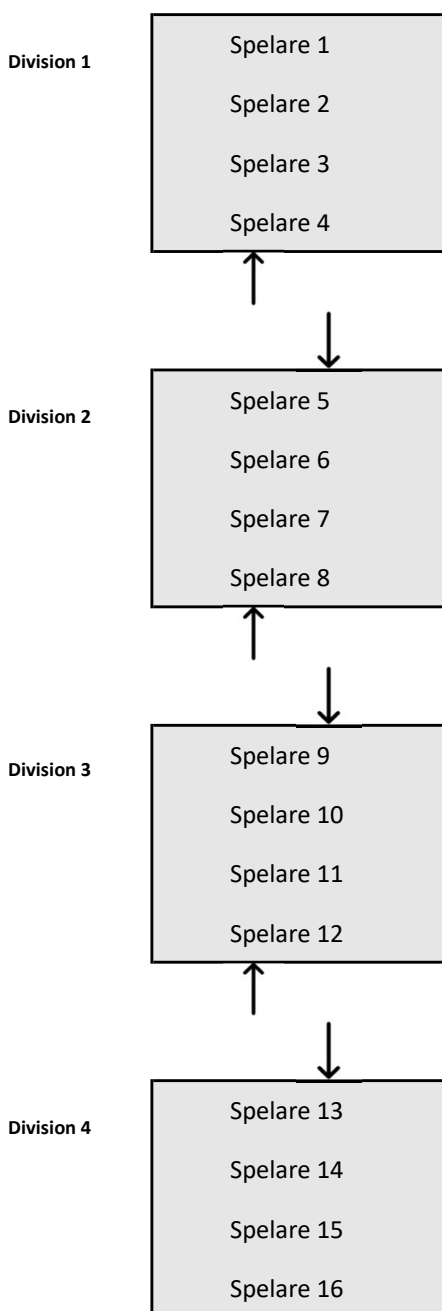 Division 1
Spelare 1
Spelare 2
Spelare 3
Spelare 4
Division 2
Spelare 5
Spelare 6
Spelare 7
Spelare 8
Division 3
Spelare 9
Spelare 10
Spelare 11
Spelare 12
Division 4
Spelare 13
Spelare 14
Spelare 15
Spelare 16